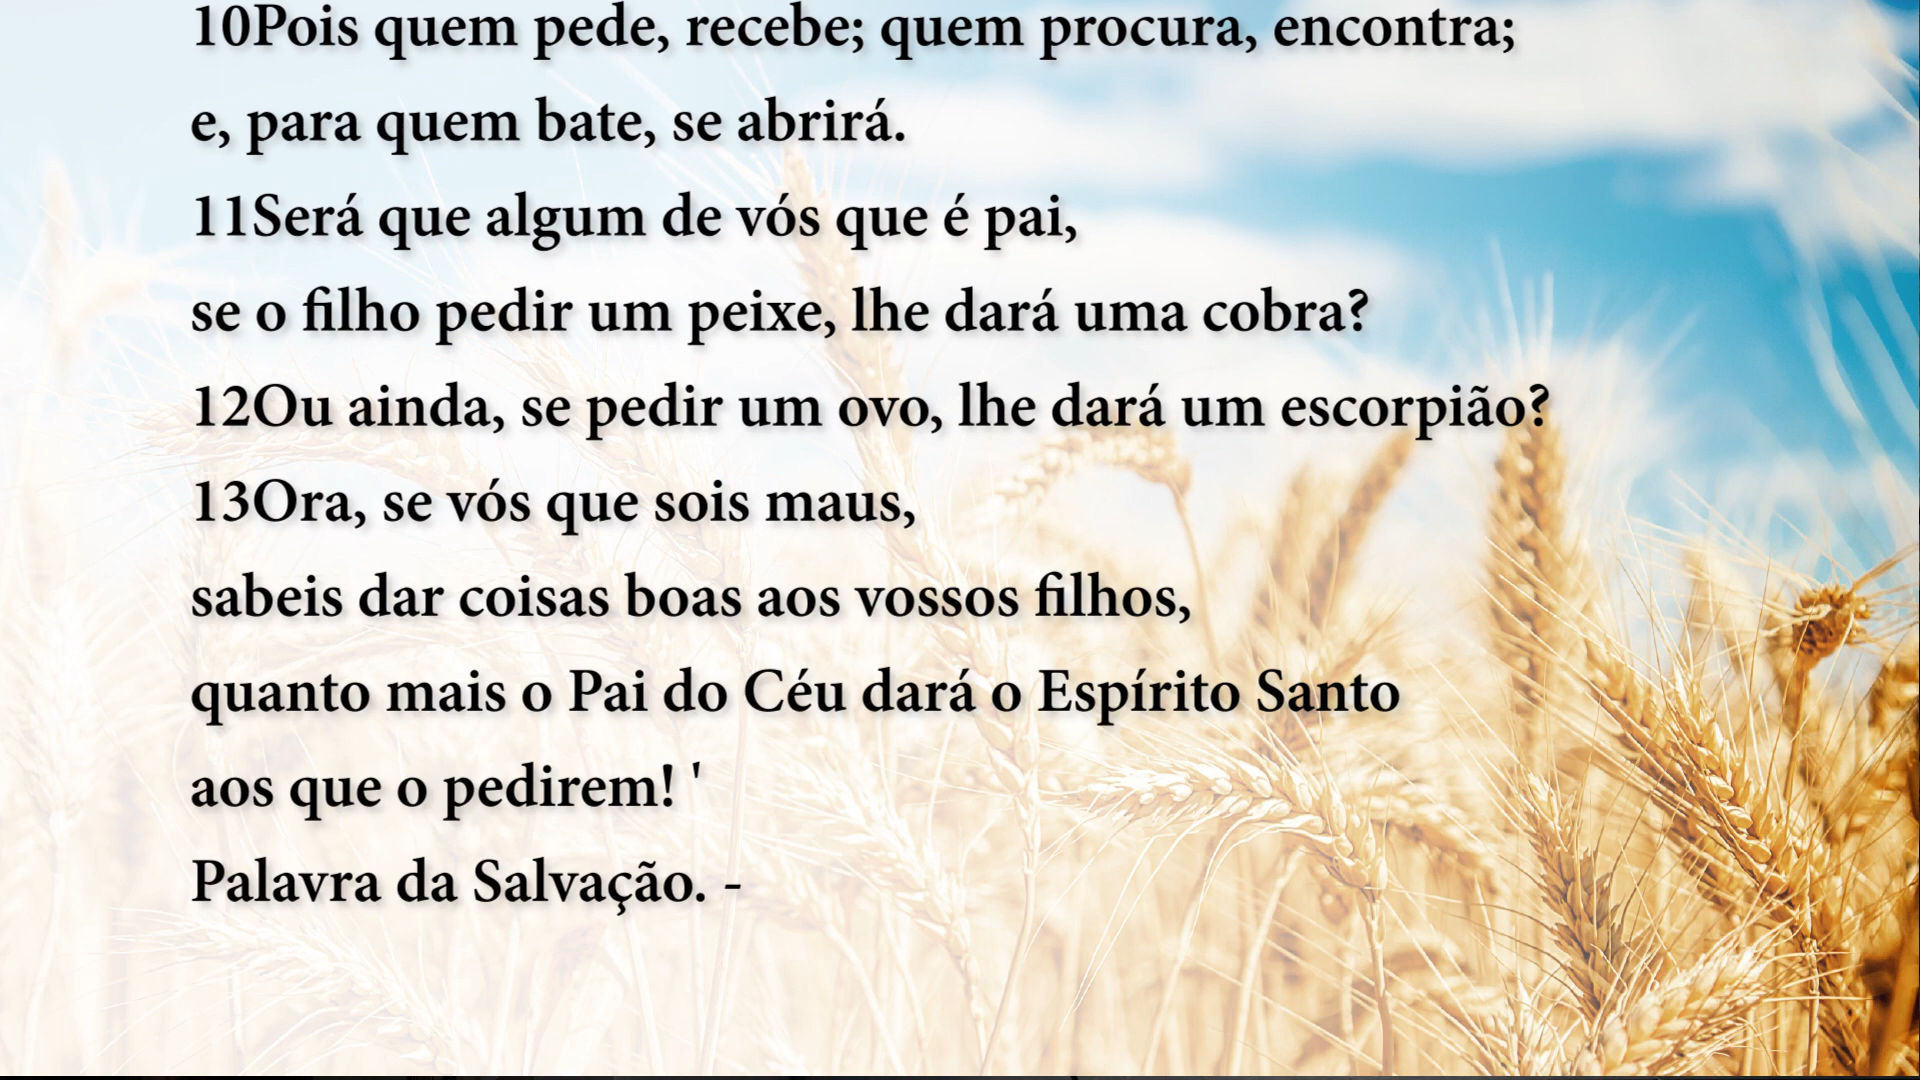 10Pois quem pede, recebe; quem procura, encontra;
e, para quem bate, se abrirá.
11Será que algum de vós que é pai,
se o filho pedir um peixe, lhe dará uma cobra?
12Ou ainda, se pedir um ovo, lhe dará um escorpião?
13Ora, se vós que sois maus,
sabeis dar coisas boas aos vossos filhos,
quanto mais o Pai do Céu dará o Espírito Santo
aos que o pedirem! '
Palavra da Salvação. -